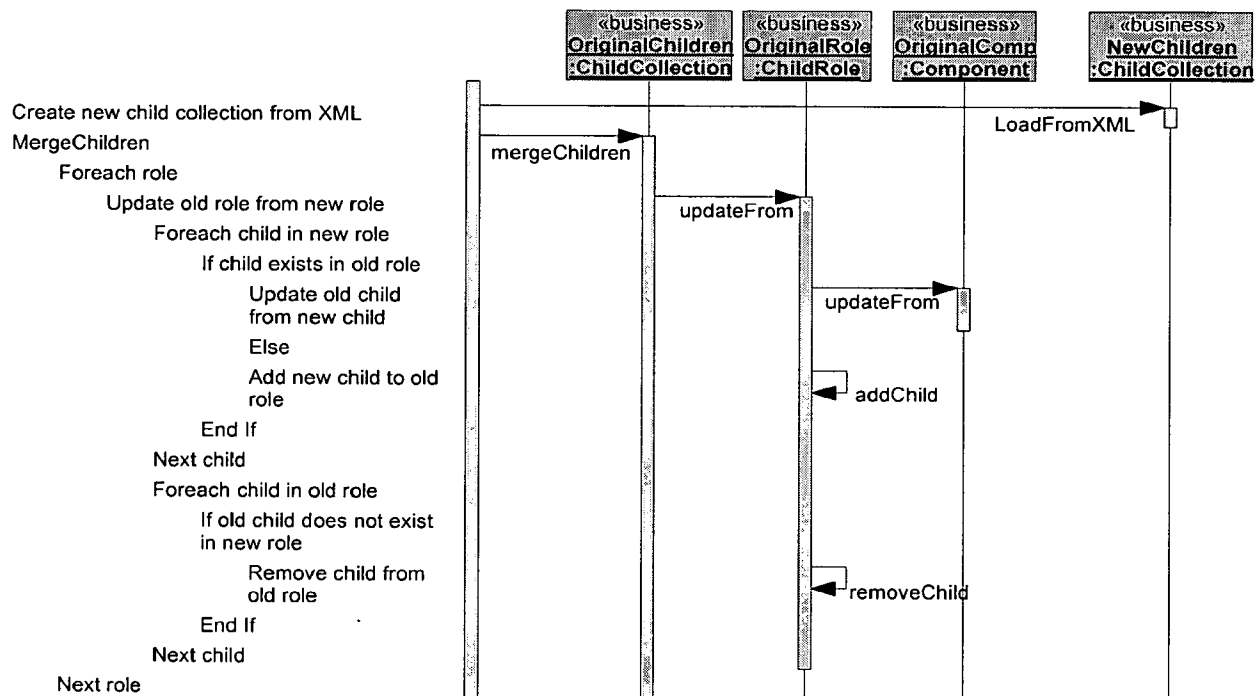 «business» «business» «business» «business»
OriginalChildren OriginalRole OriginalComp NewChildren
:ChildCollection :ChildRole :Component :ChildCollection
Create new child collection from XML
LoadFromXML
MergeChildren
mergeChildren
Foreach role
Update old role from new role
updateFrom
Foreach child in new role
If child exists in old role
Update old child
from new child
updateFrom
Else
Add new child to old
role
addChild
End If
Next child
Foreach child in old role
If old child does not exist
in new role
Remove child from
old role
removeChild
End If
Next child
Next role